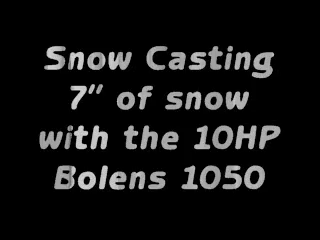 Snow Casting
7" of snow
with the 10HP
Bolens 1050